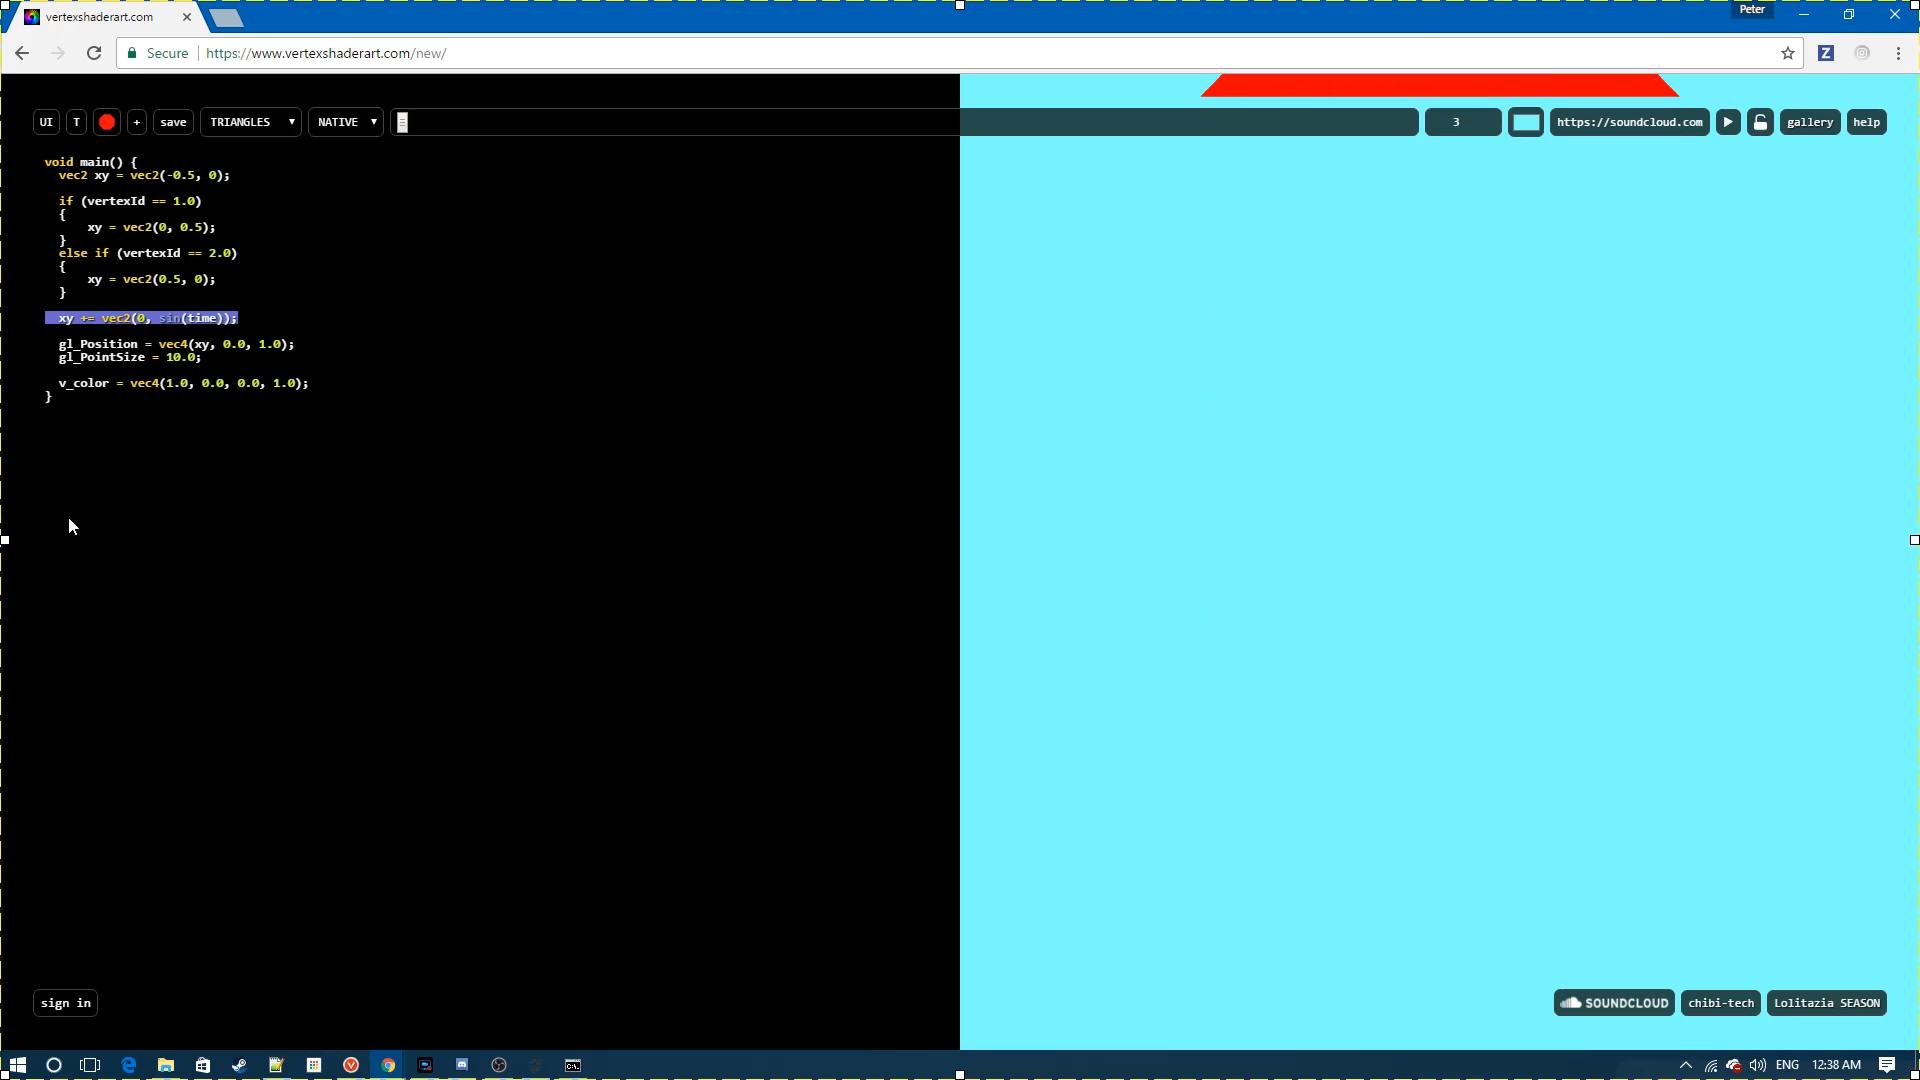 vertexshaderart.com
Peter
Secure
https://www.vertexshaderart.com/new/
UI T + save TRIANGLES NATIVE 3 https://soundcloud.com gallery help
void main() {
vec2 xy = vec2(-0.5, 0);
if (vertexId == 1.0)
{
xy = vec2(0, 0.5);
}
else if (vertexId == 2.0)
{
xy = vec2(0.5, 0);
}
xy += vec2(0, sin(time));
gl_Position = vec4(xy, 0.0, 1.0);
gl_PointSize = 10.0;
v_color = vec4(1.0, 0.0, 0.0, 1.0);
}
sign in
SOUNDCLOUD chibi-tech Lolitazia SEASON
ENG 12:38 AM